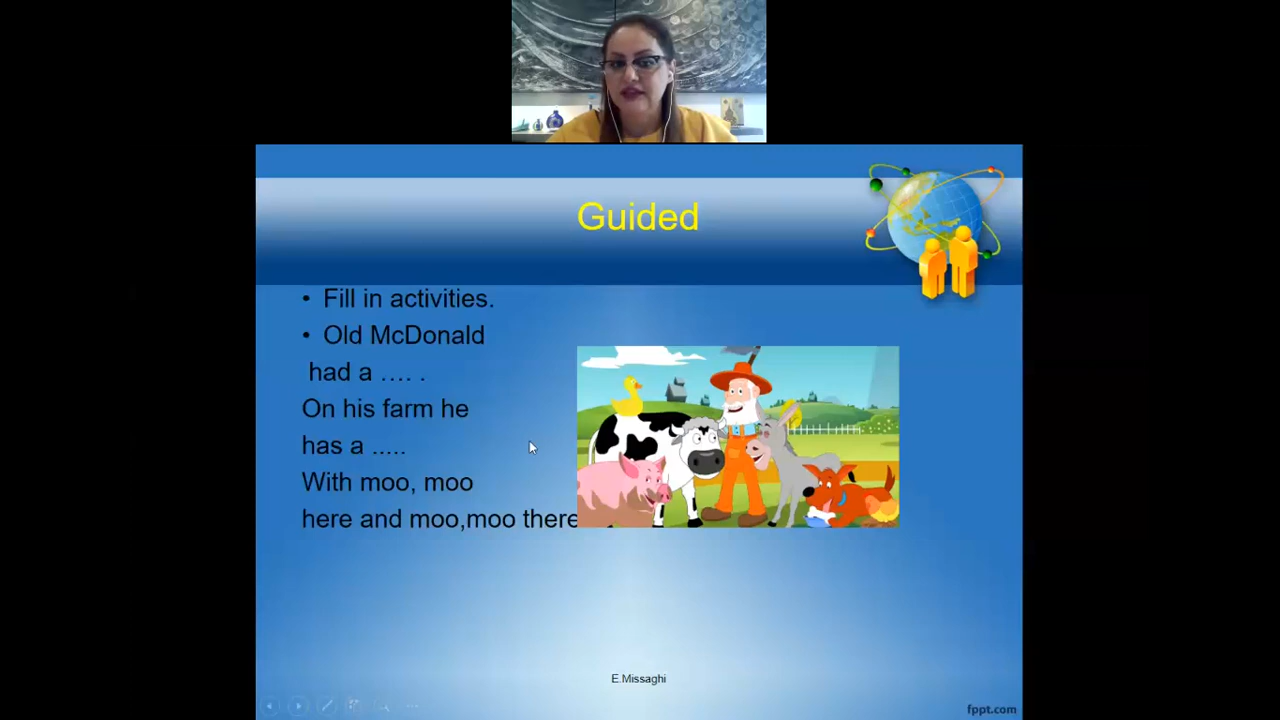 Guided
• Fill in activities.
• Old McDonald
had a …. .
On his farm he
has a .....
With moo, moo
here and moo,moo there
E.Missaghi
fppt.com